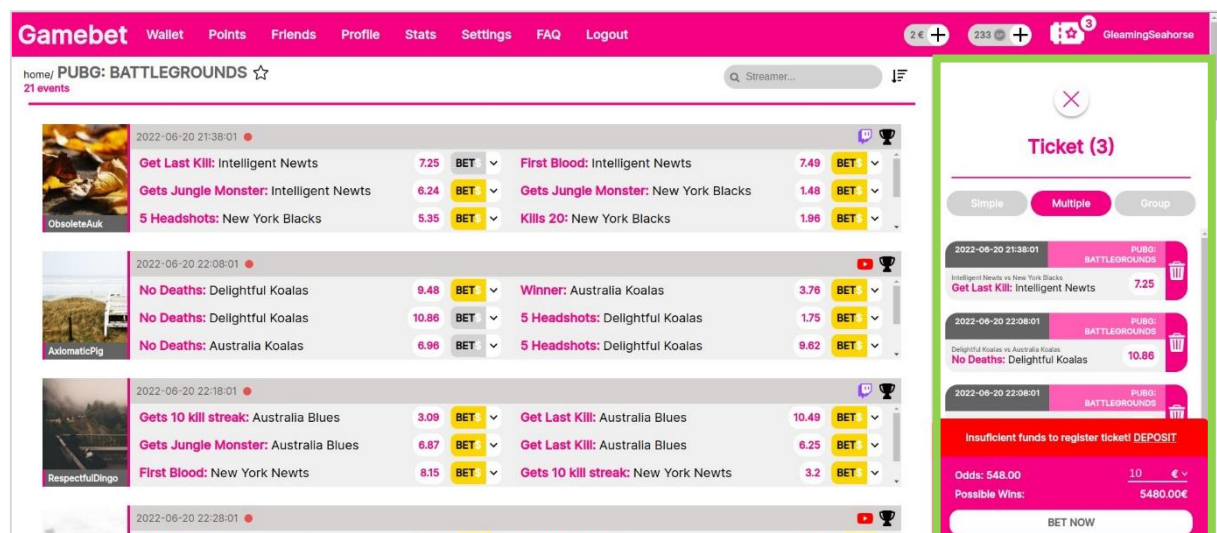 Gamebet Wallet Points Friends Profile Stats Settings FAQ Logout 2 € + 233 + 3 GleamingSeahorse
home/ PUBG: BATTLEGROUNDS
21 events
Streamer...
2022-06-20 21:38:01
Get Last Kill: Intelligent Newts 7.25 BET$ First Blood: Intelligent Newts 7.49 BET$
Gets Jungle Monster: Intelligent Newts 6.24 BET$ Gets Jungle Monster: New York Blacks 1.48 BET$
5 Headshots: New York Blacks 5.35 BET$ Kills 20: New York Blacks 1.96 BET$
ObsoleteAuk
2022-06-20 22:08:01
No Deaths: Delightful Koalas 9.48 BET$ Winner: Australia Koalas 3.76 BET$
No Deaths: Delightful Koalas 10.86 BET$ 5 Headshots: Delightful Koalas 1.75 BET$
No Deaths: Australia Koalas 6.96 BET$ 5 Headshots: Delightful Koalas 9.62 BET$
AxiomaticPig
2022-06-20 22:18:01
Gets 10 kill streak: Australia Blues 3.09 BET$ Get Last Kill: Australia Blues 10.49 BET$
Gets Jungle Monster: Australia Blues 6.87 BET$ Get Last Kill: Australia Blues 6.25 BET$
First Blood: New York Newts 8.15 BET$ Gets 10 kill streak: New York Newts 3.2 BET$
RespectfulDingo
2022-06-20 22:28:01
Ticket (3)
Simple Multiple Group
2022-06-20 21:38:01 PUBG:
BATTLEGROUNDS
Intelligent Newts vs New York Blacks
Get Last Kill: Intelligent Newts 7.25
2022-06-20 22:08:01 PUBG:
BATTLEGROUNDS
Delightful Koalas vs Australia Koalas
No Deaths: Delightful Koalas 10.86
2022-06-20 22:08:01 PUBG:
BATTLEGROUNDS
Insuficient funds to register ticket! DEPOSIT
Odds: 548.00 10 €
Possible Wins: 5480.00€
BET NOW